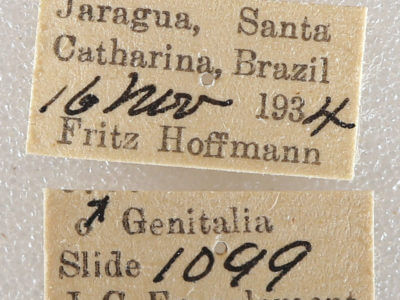 Jaragua, Santa
Catharina, Brazil
16 Nov 1934
Fritz Hoffmann
♂ Genitalia
Slide 1099
J. G.